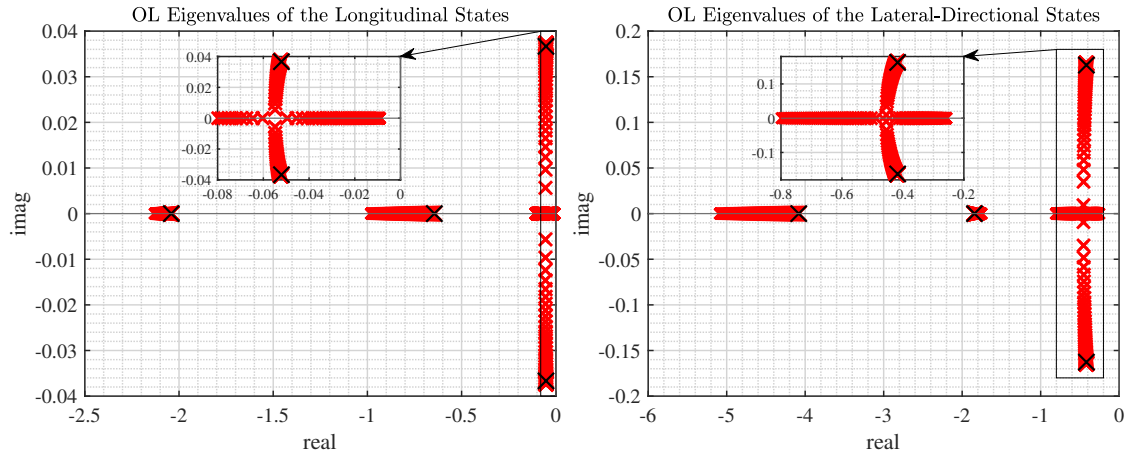 OL Eigenvalues of the Longitudinal States
0.04
0.03
0.02
0.01
0
-0.01
-0.02
-0.03
-0.04
imag
-2.5 -2 -1.5 -1 -0.5 0
real
0.04
0.02
0
-0.02
-0.04
-0.08 -0.06 -0.04 -0.02 0
OL Eigenvalues of the Lateral-Directional States
0.2
0.15
0.1
0.05
0
-0.05
-0.1
-0.15
-0.2
imag
-6 -5 -4 -3 -2 -1 0
real
0.1
0
-0.1
-0.8 -0.6 -0.4 -0.2